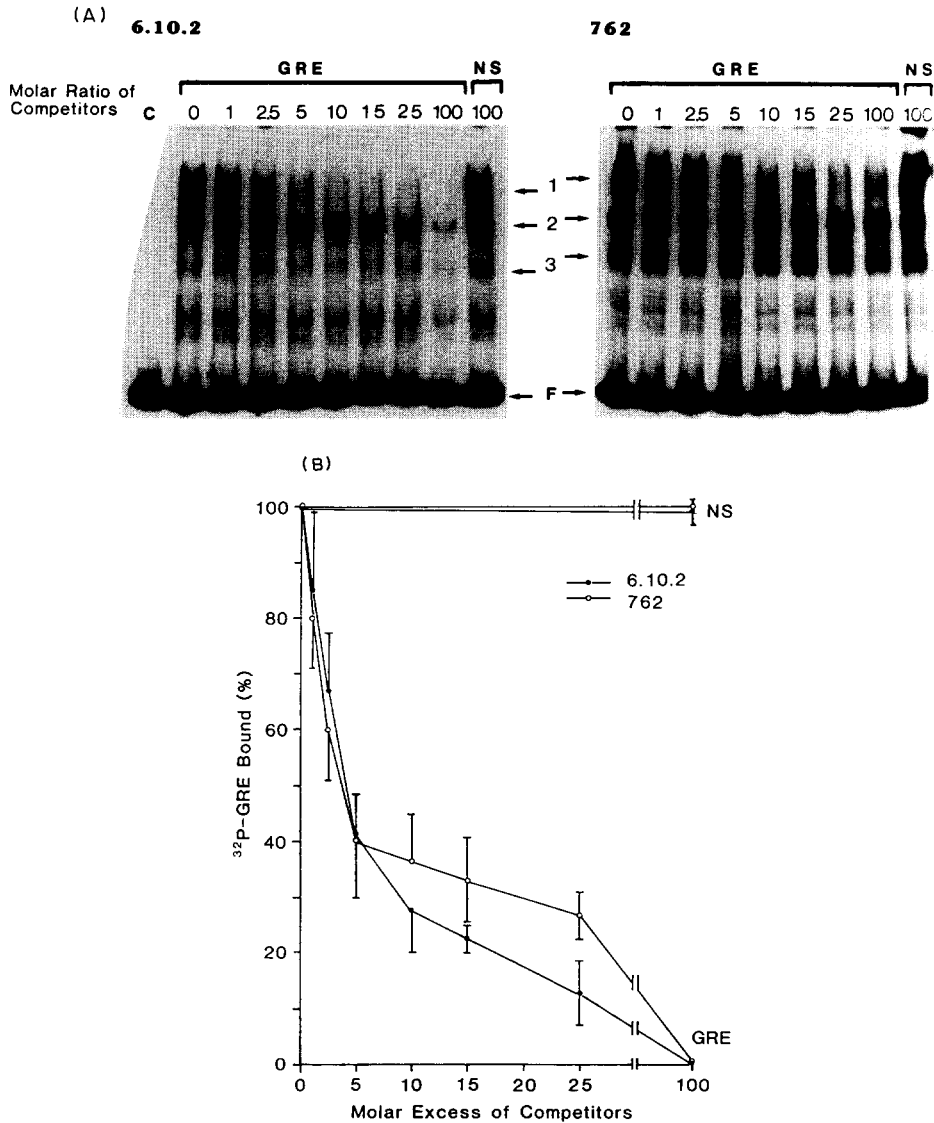 (A)
6.10.2 762
GRE NS GRE NS
Molar Ratio of
Competitors C 0 1 2.5 5 10 15 25 100 100 0 1 2.5 5 10 15 25 100 100
1
2
3
F
(B)
100
80
60
40
20
0
32P-GRE Bound (%)
NS
6.10.2
762
GRE
0 5 10 15 20 25 100
Molar Excess of Competitors